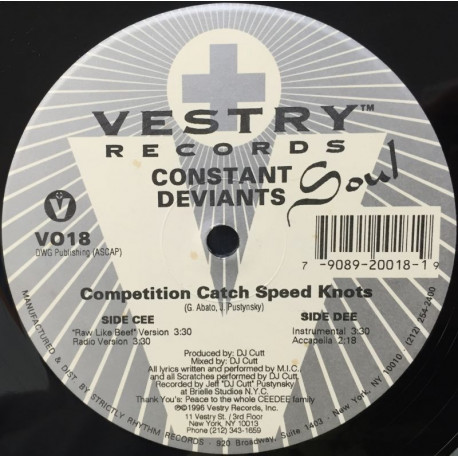 VESTRY™
RECORDS
CONSTANT
DEVIANTS
Soul
VO18
OWG Publishing (ASCAP)
7 -9089-20018-1 9
Competition Catch Speed Knots
(G. Abato, J. Pustynsky)
SIDE CEE
"Raw Like Beef" Version 3:30
Radio Version 3:30
SIDE DEE
Instrumental 3:30
Accapella 2:18
Produced by: DJ Cutt
Mixed by: DJ Cutt
All lyrics written and performed by M.I.C.
and all Scratches performed by DJ Cutt.
Recorded by Jeff "DJ Cutt" Pustynsky
at Brielle Studios N.Y.C.
Thank You's: Peace to the whole CEEDEE family
℗©1996 Vestry Records, Inc.
11 Vestry St. /3rd Floor
New York, NY 10013
Phone (212) 343-1659
MANUFACTURED & DIST BY STRICTLY RHYTHM RECORDS - 920 Broadway, Suite 1403 - New York, NY 10010 (212) 254-2400